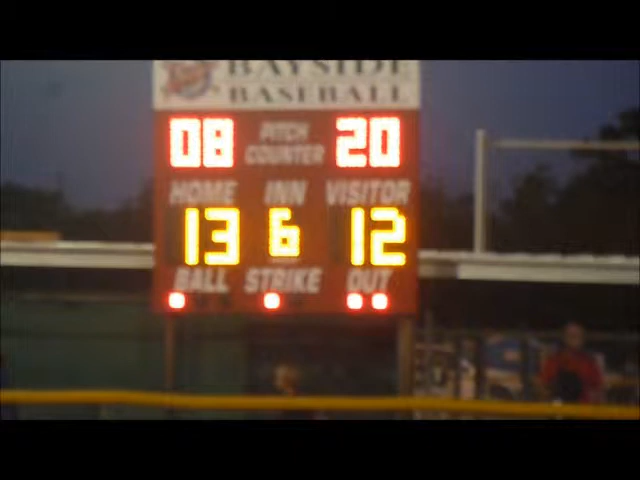 BAYSIDE
BASEBALL
08 PITCH COUNTER 20
HOME INN VISITOR
13 6 12
BALL STRIKE OUT